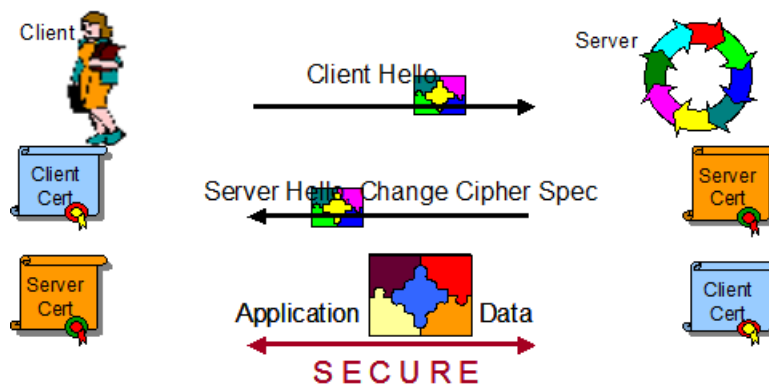 Client
Server
Client Hello
Client
Cert
Server Hello, Change Cipher Spec
Server
Cert
Server
Cert
Application Data
Client
Cert
SECURE